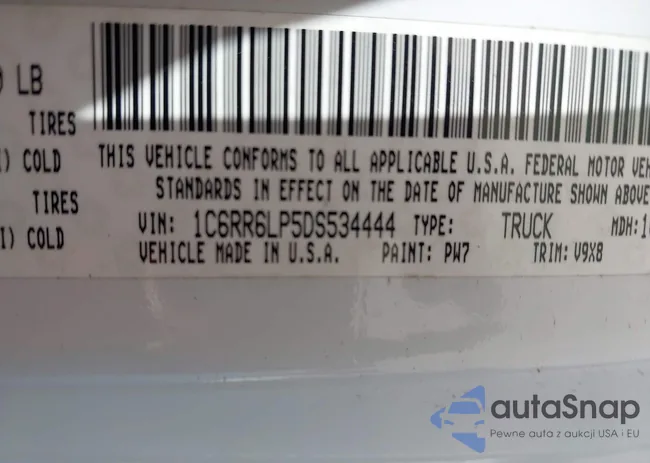 LB
TIRES
COLD
THIS VEHICLE CONFORMS TO ALL APPLICABLE U.S.A. FEDERAL MOTOR VEH
TIRES
STANDARDS IN EFFECT ON THE DATE OF MANUFACTURE SHOWN ABOVE
VIN: 1C6RR6LP5DS534444 TYPE: TRUCK MDH:1
I) COLD
VEHICLE MADE IN U.S.A. PAINT: PW7 TRIM: V9X8
autoSnap
Pewne auta z aukcji USA i EU